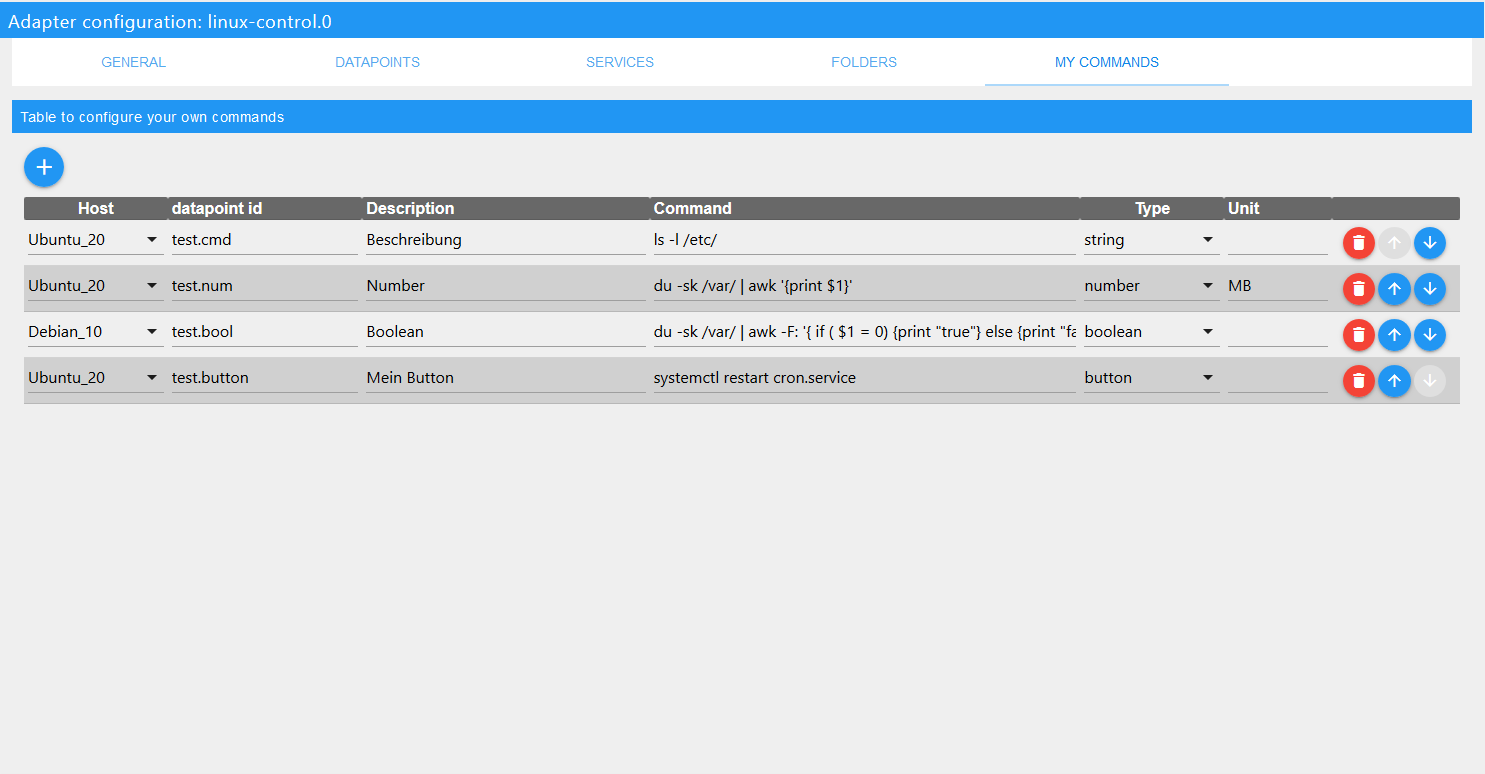 Adapter configuration: linux-control.0
GENERAL DATAPOINTS SERVICES FOLDERS MY COMMANDS
Table to configure your own commands
Host datapoint id Description Command Type Unit
Ubuntu_20 test.cmd Beschreibung ls -l /etc/ string
Ubuntu_20 test.num Number du -sk /var/ | awk '{print $1}' number MB
Debian_10 test.bool Boolean du -sk /var/ | awk -F: '{ if ( $1 = 0) {print "true"} else {print "fa boolean
Ubuntu_20 test.button Mein Button systemctl restart cron.service button